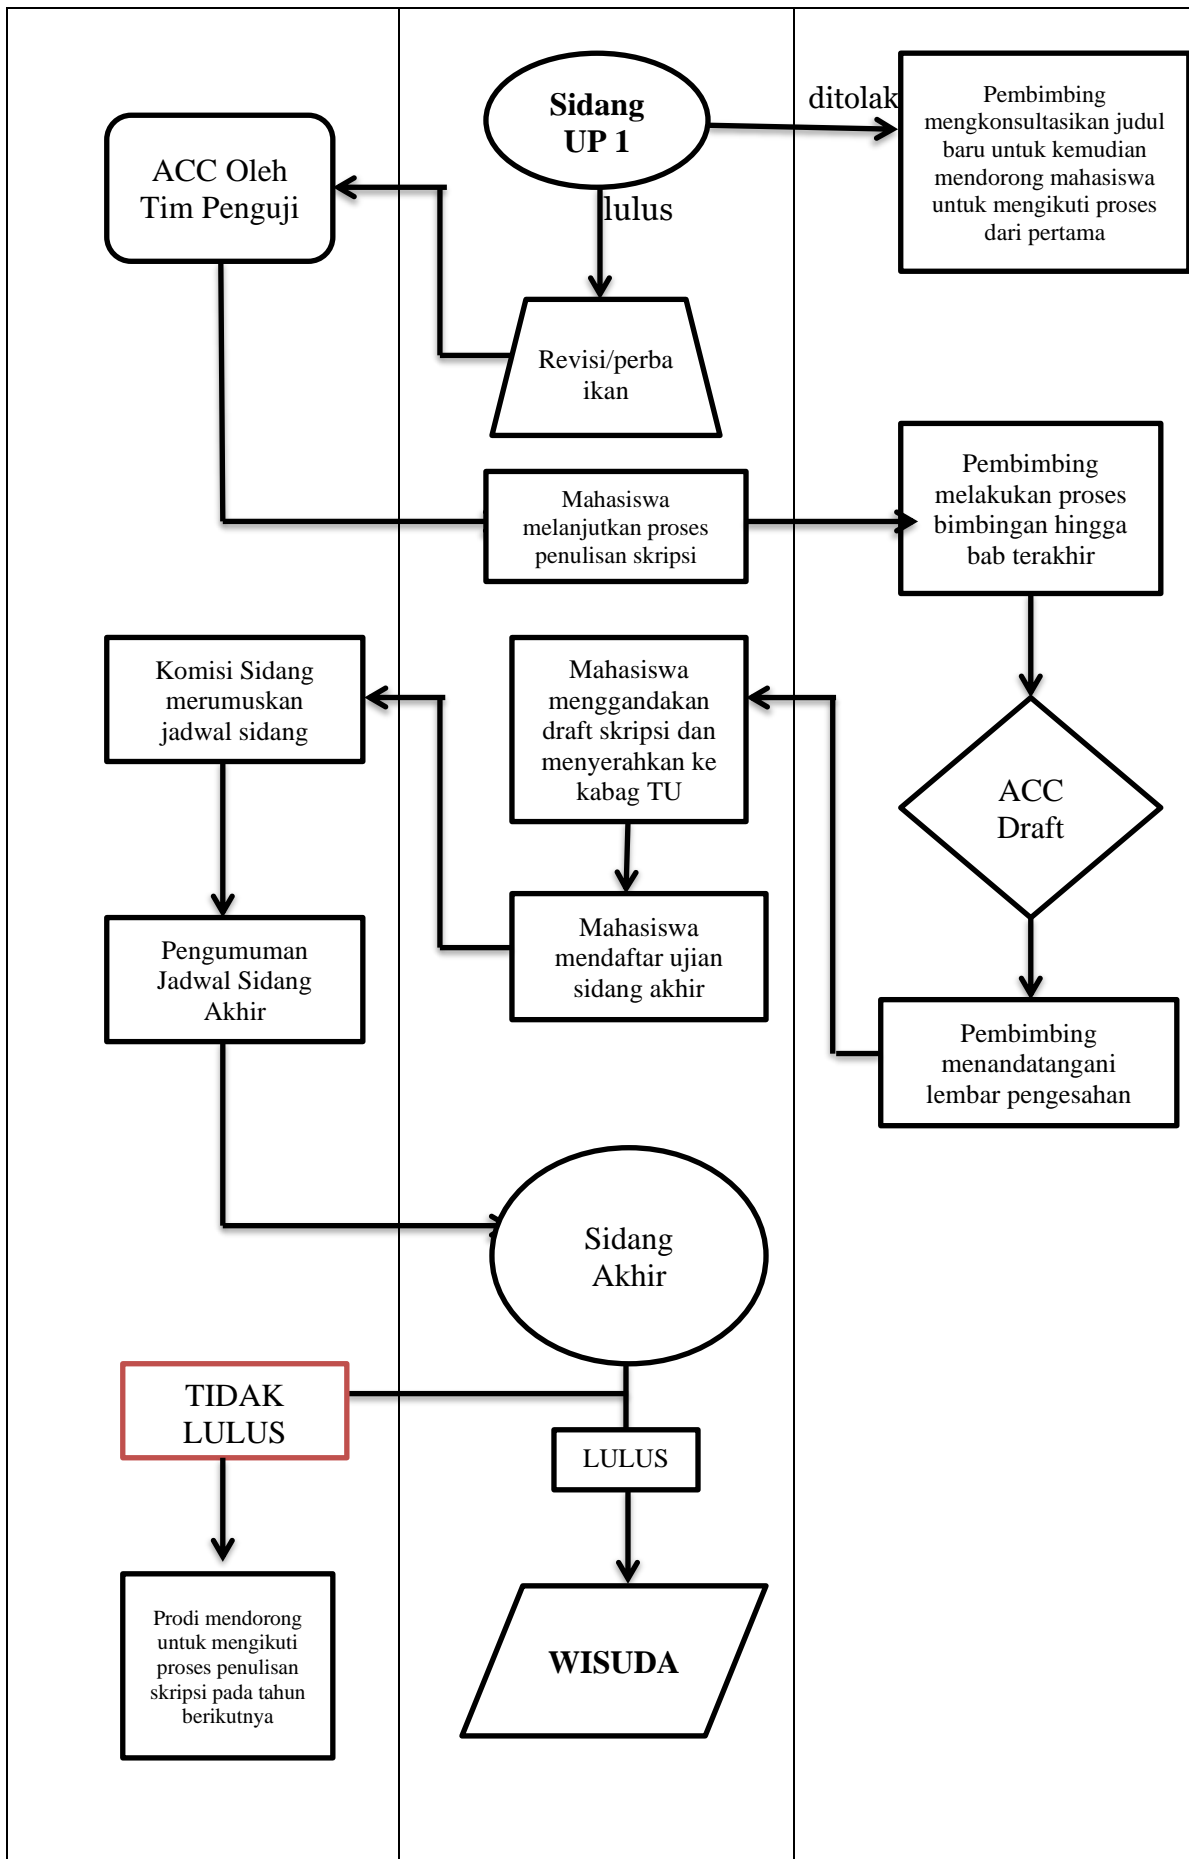 Sidang
UP 1
ditolak
Pembimbing
mengkonsultasikan judul
baru untuk kemudian
mendorong mahasiswa
untuk mengikuti proses
dari pertama
ACC Oleh
Tim Penguji
lulus
Revisi/perba
ikan
Mahasiswa
melanjutkan proses
penulisan skripsi
Pembimbing
melakukan proses
bimbingan hingga
bab terakhir
Komisi Sidang
merumuskan
jadwal sidang
Mahasiswa
menggandakan
draft skripsi dan
menyerahkan ke
kabag TU
ACC
Draft
Pengumuman
Jadwal Sidang
Akhir
Mahasiswa
mendaftar ujian
sidang akhir
Pembimbing
menandatangani
lembar pengesahan
Sidang
Akhir
TIDAK
LULUS
LULUS
Prodi mendorong
untuk mengikuti
proses penulisan
skripsi pada tahun
berikutnya
WISUDA